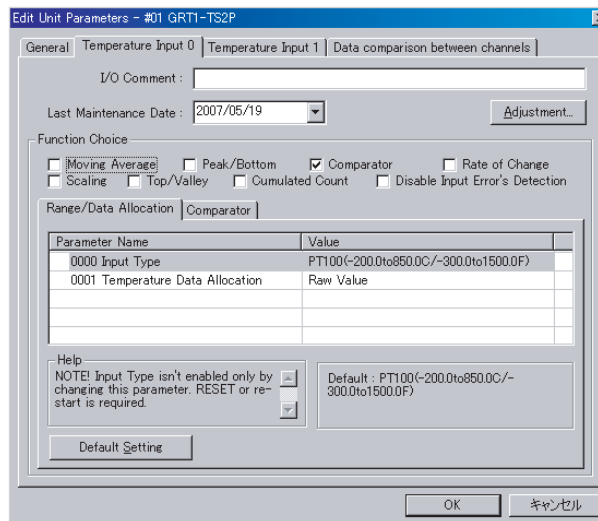 Edit Unit Parameters - #01 GRT1-TS2P
General Temperature Input 0 Temperature Input 1 Data comparison between channels
I/O Comment :
Last Maintenance Date : 2007/05/19 Adjustment...
Function Choice
Moving Average Peak/Bottom Comparator Rate of Change
Scaling Top/Valley Cumulated Count Disable Input Error's Detection
Range/Data Allocation Comparator
Parameter Name Value
0000 Input Type PT100(-200.0to850.0C/-300.0to1500.0F)
0001 Temperature Data Allocation Raw Value
Help
NOTE! Input Type isn't enabled only by
changing this parameter. RESET or re-
start is required.
Default : PT100(-200.0to850.0C/-
300.0to1500.0F)
Default Setting
OK キャンセル